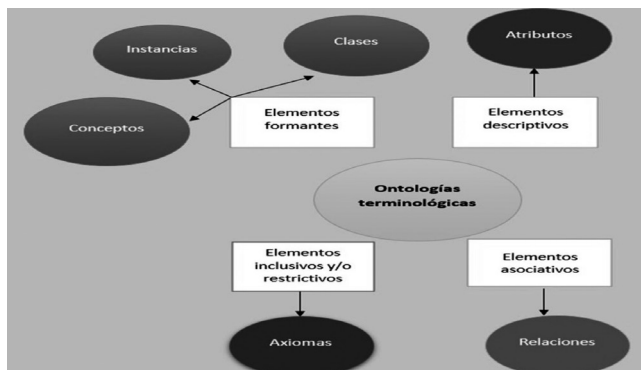 Instancias
Clases
Atributos
Conceptos
Elementos
formantes
Elementos
descriptivos
Ontologías
terminológicas
Elementos
inclusivos y/o
restrictivos
Elementos
asociativos
Axiomas
Relaciones